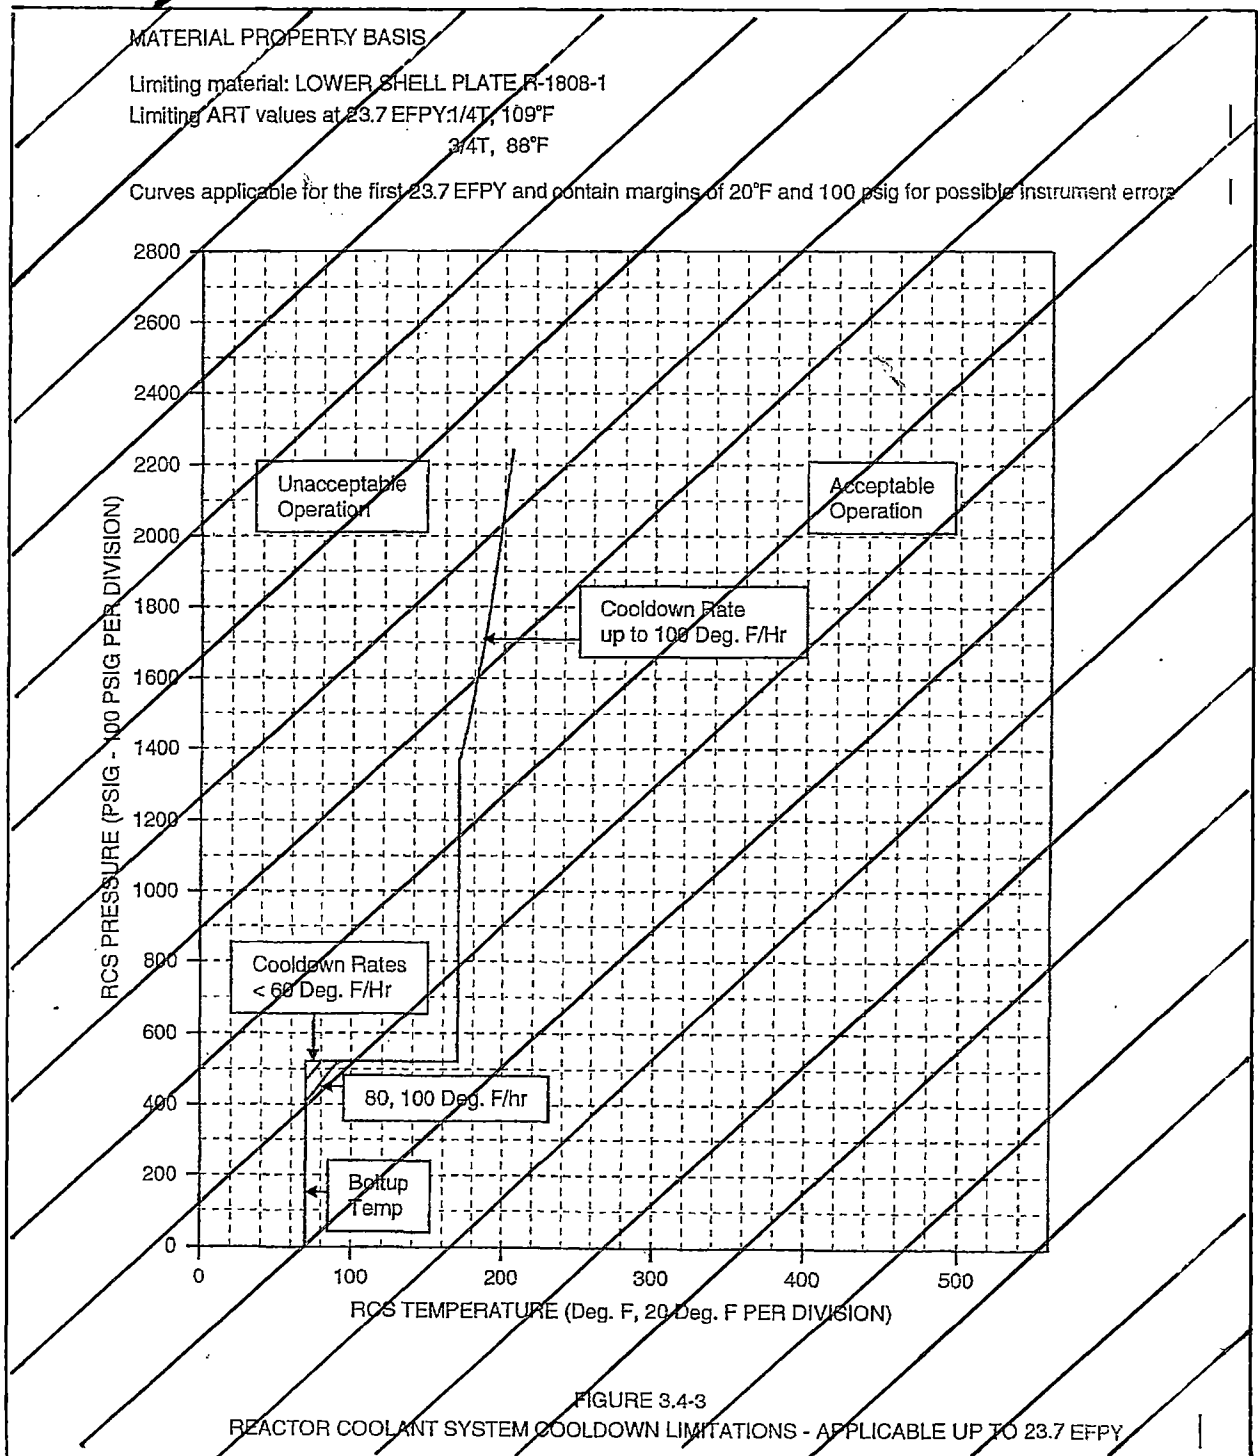 MATERIAL PROPERTY BASIS
Limiting material: LOWER SHELL PLATE R-1808-1
Limiting ART values at 23.7 EFPY:1/4T, 109°F
3/4T, 88°F
Curves applicable for the first 23.7 EFPY and contain margins of 20°F and 100 psig for possible instrument errors
RCS PRESSURE (PSIG - 100 PSIG PER DIVISION)
2800
2600
2400
2200
2000
1800
1600
1400
1200
1000
800
600
400
200
0
Unacceptable
Operation
Acceptable
Operation
Cooldown Rate
up to 100 Deg. F/Hr
Cooldown Rates
< 60 Deg. F/Hr
80, 100 Deg. F/hr
Boltup
Temp
0 100 200 300 400 500
RCS TEMPERATURE (Deg. F, 20 Deg. F PER DIVISION)
FIGURE 3.4-3
REACTOR COOLANT SYSTEM COOLDOWN LIMITATIONS - APPLICABLE UP TO 23.7 EFPY